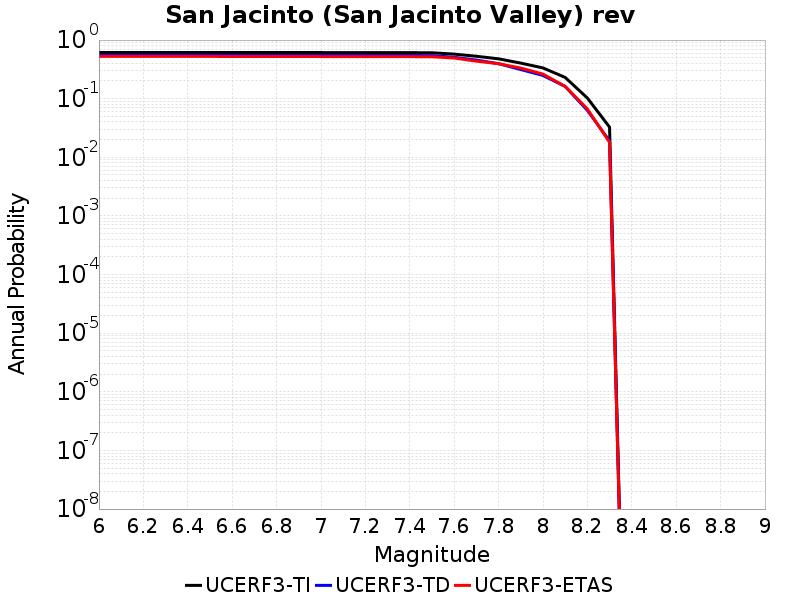 San Jacinto (San Jacinto Valley) rev
Annual Probability
10^0
10^-1
10^-2
10^-3
10^-4
10^-5
10^-6
10^-7
10^-8
6 6.2 6.4 6.6 6.8 7 7.2 7.4 7.6 7.8 8 8.2 8.4 8.6 8.8 9
Magnitude
UCERF3-TI UCERF3-TD UCERF3-ETAS